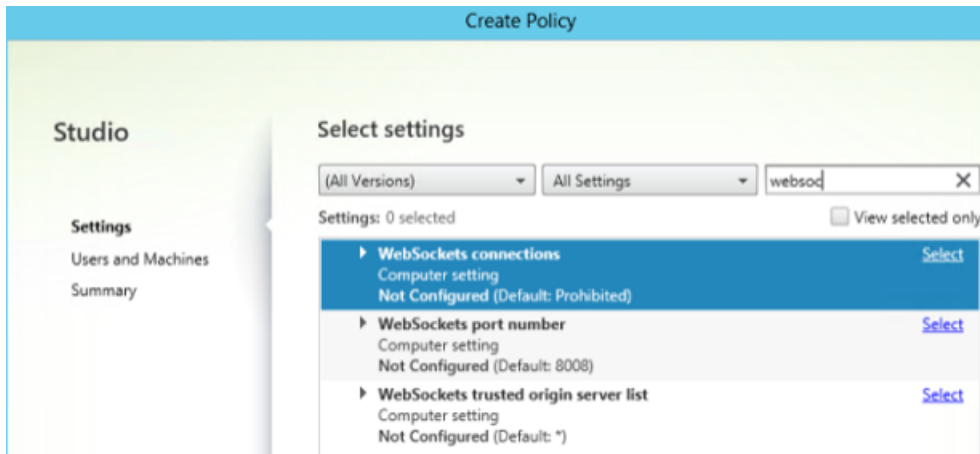 Create Policy
Studio
Settings
Users and Machines
Summary
Select settings
(All Versions) All Settings websoc
Settings: 0 selected View selected only
WebSockets connections Select
Computer setting
Not Configured (Default: Prohibited)
WebSockets port number Select
Computer setting
Not Configured (Default: 8008)
WebSockets trusted origin server list Select
Computer setting
Not Configured (Default: *)